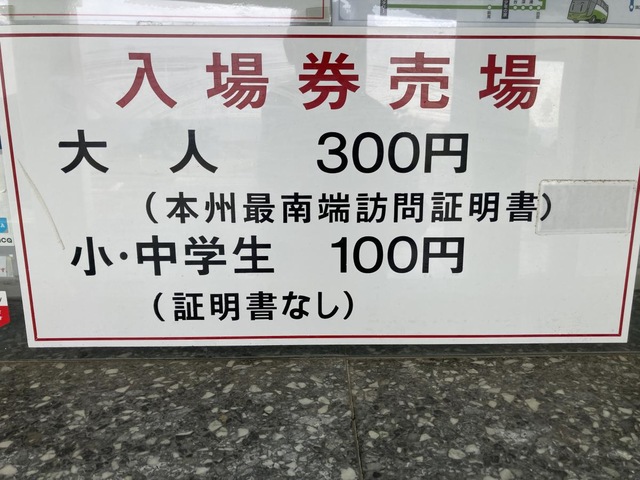 入場券売場
大 人 300円
（本州最南端訪問証明書）
小・中学生 100円
（証明書なし）